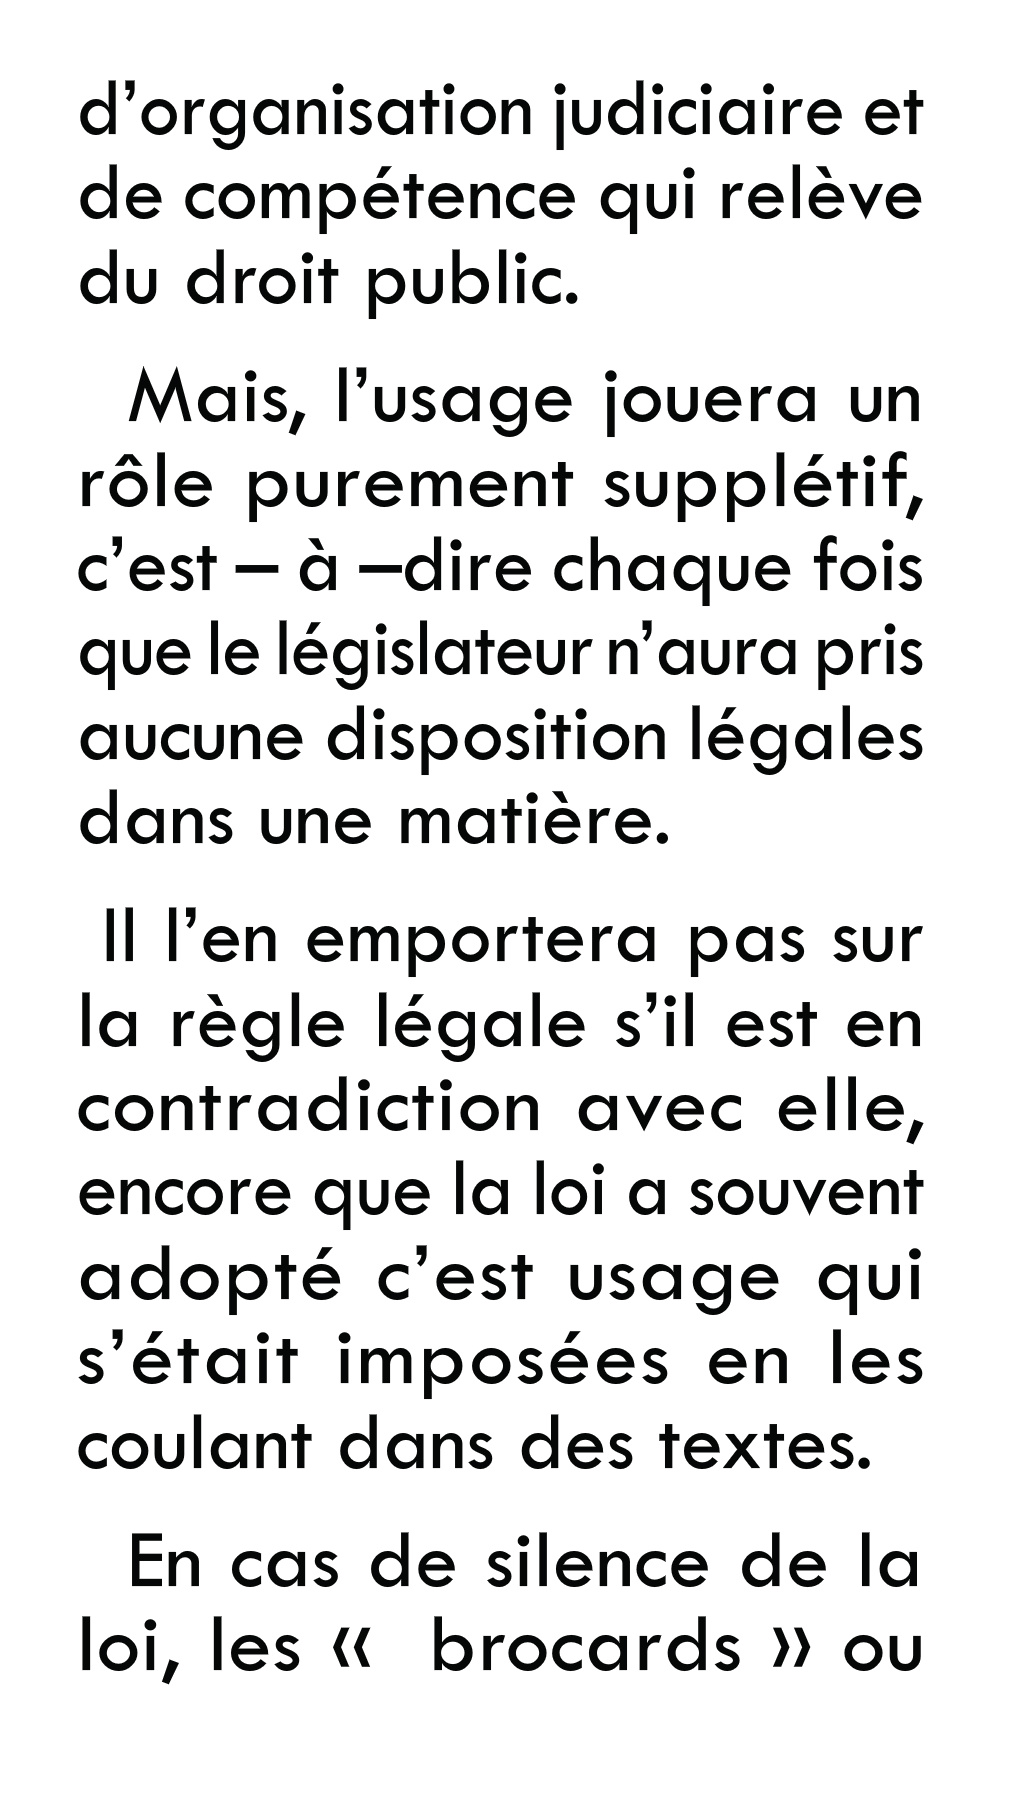 d’organisation judiciaire et
de compétence qui relève
du droit public.
Mais, l’usage jouera un
rôle purement supplétif,
c’est – à –dire chaque fois
que le législateur n’aura pris
aucune disposition légales
dans une matière.
Il l’en emportera pas sur
la règle légale s’il est en
contradiction avec elle,
encore que la loi a souvent
adopté c’est usage qui
s’était imposées en les
coulant dans des textes.
En cas de silence de la
loi, les «  brocards » ou